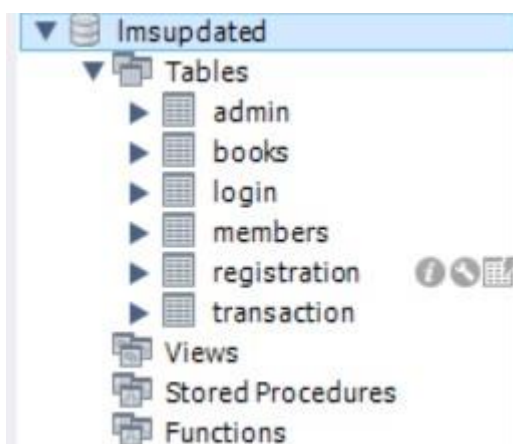 lmsupdated
Tables
admin
books
login
members
registration
transaction
Views
Stored Procedures
Functions